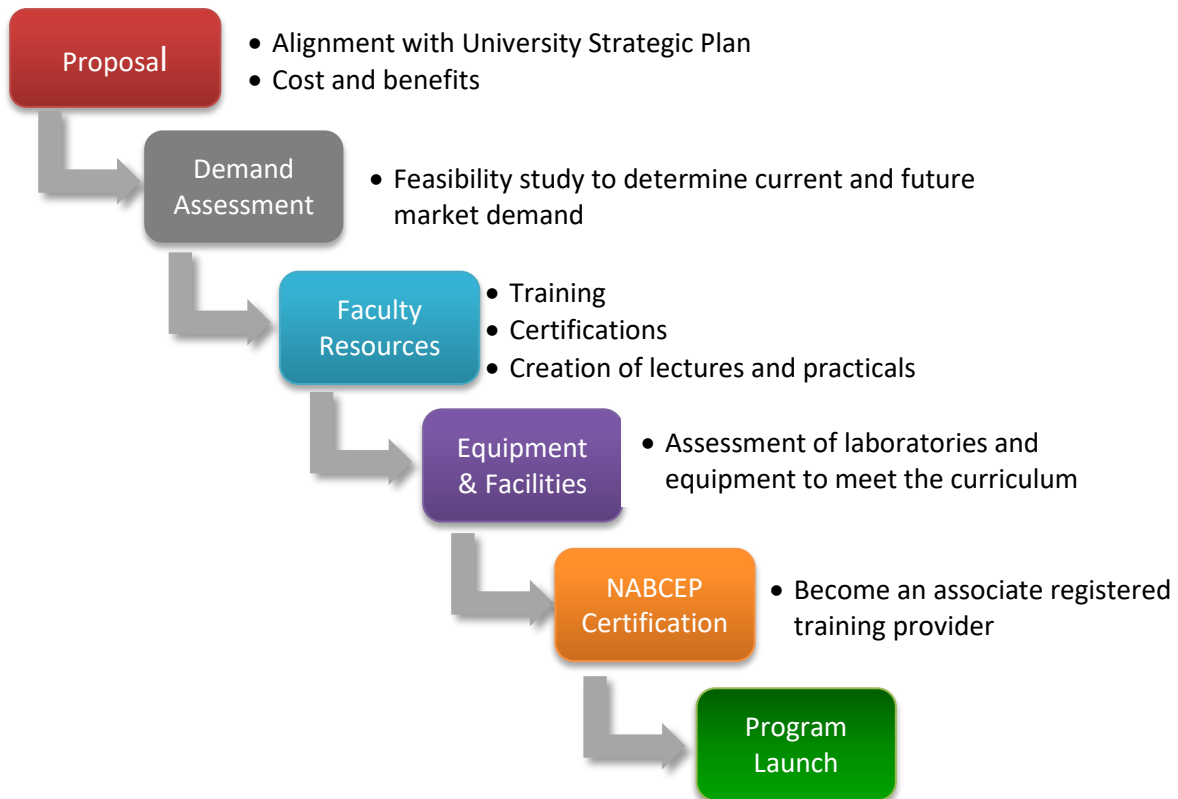 Proposal
• Alignment with University Strategic Plan
• Cost and benefits
Demand
Assessment
• Feasibility study to determine current and future
market demand
Faculty
Resources
• Training
• Certifications
• Creation of lectures and practicals
Equipment
& Facilities
• Assessment of laboratories and
equipment to meet the curriculum
NABCEP
Certification
• Become an associate registered
training provider
Program
Launch